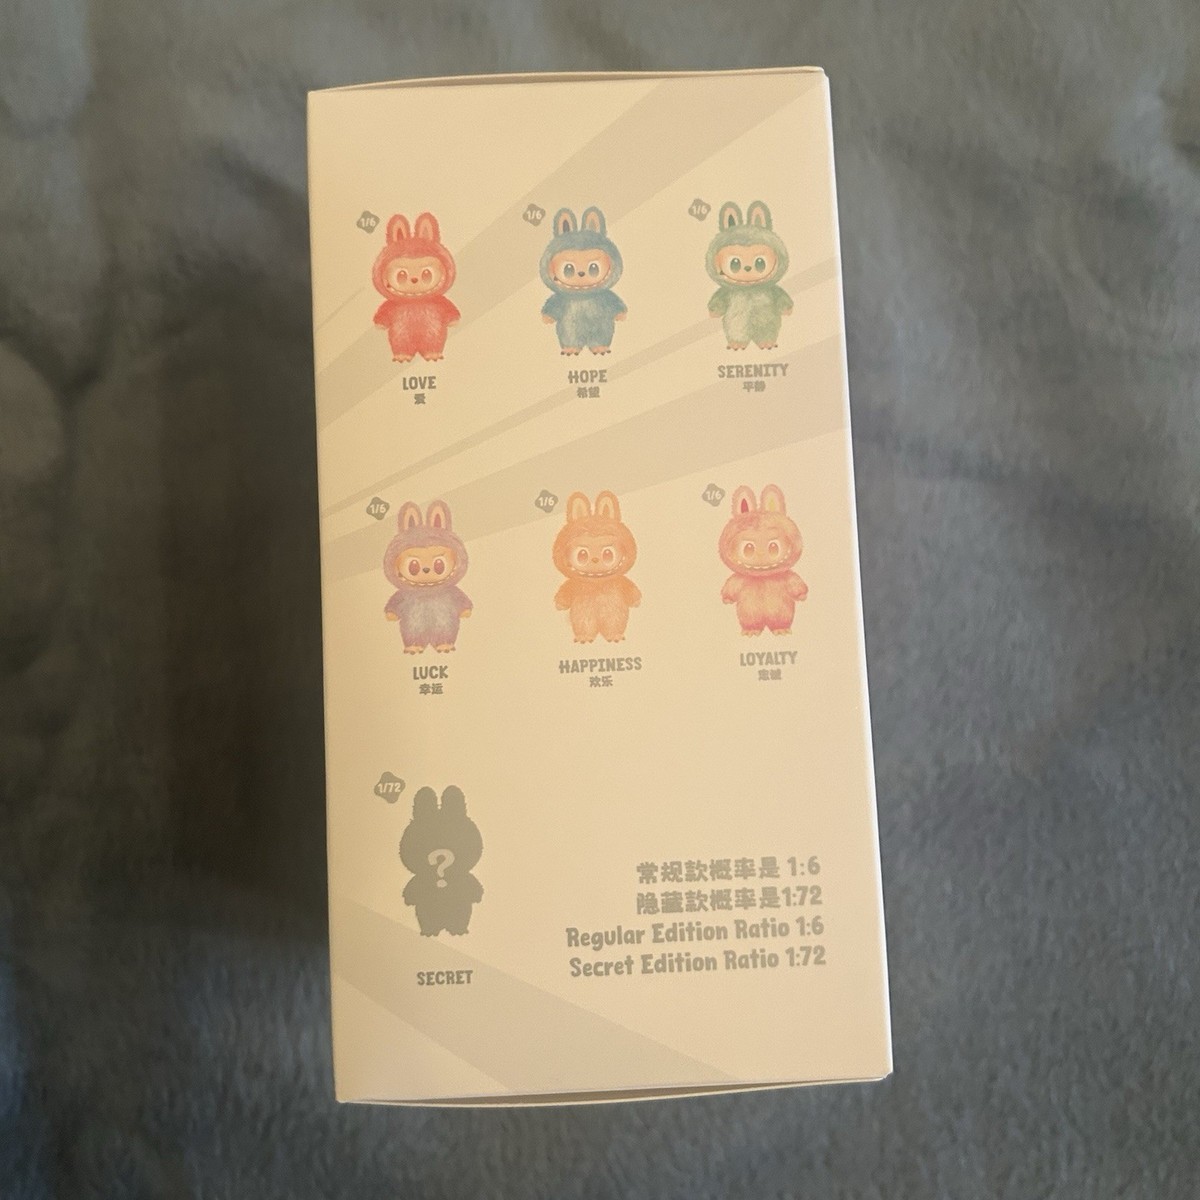 1/6
1/6
1/6
LOVE
爱
HOPE
希望
SERENITY
平静
1/6
1/6
1/6
LUCK
幸运
HAPPINESS
欢乐
LOYALTY
忠诚
1/72
?
SECRET
常规款概率是 1:6
隐藏款概率是1:72
Regular Edition Ratio 1:6
Secret Edition Ratio 1:72